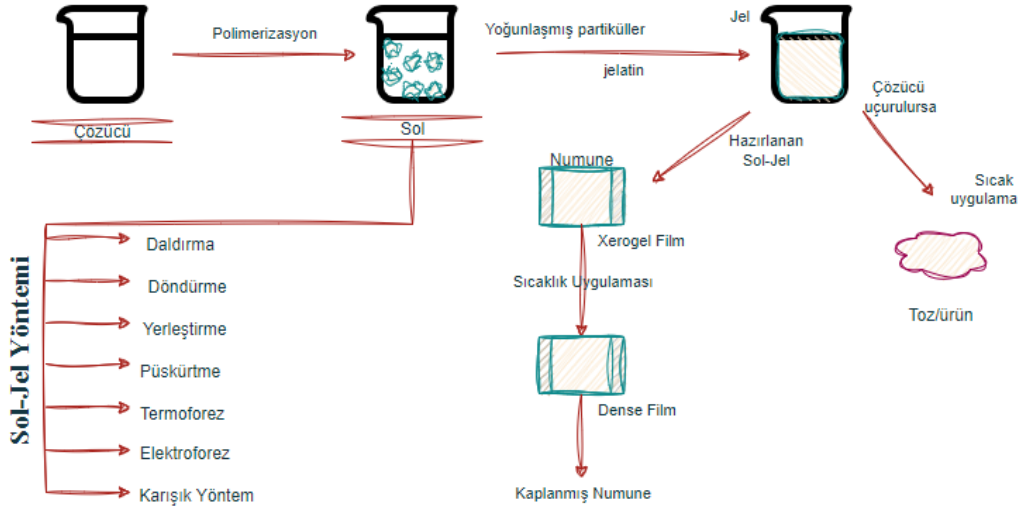 Polimerizasyon
Yoğunlaşmış partiküller
jelatin
Jel
Çözücü
Sol
Çözücü
uçurulursa
Hazırlanan
Sol-Jel
Numune
Sıcak
uygulama
Xerogel Film
Sıcaklık Uygulaması
Toz/ürün
Dense Film
Kaplanmış Numune
Sol-Jel Yöntemi
Daldırma
Döndürme
Yerleştirme
Püskürtme
Termoforez
Elektroforez
Karışık Yöntem